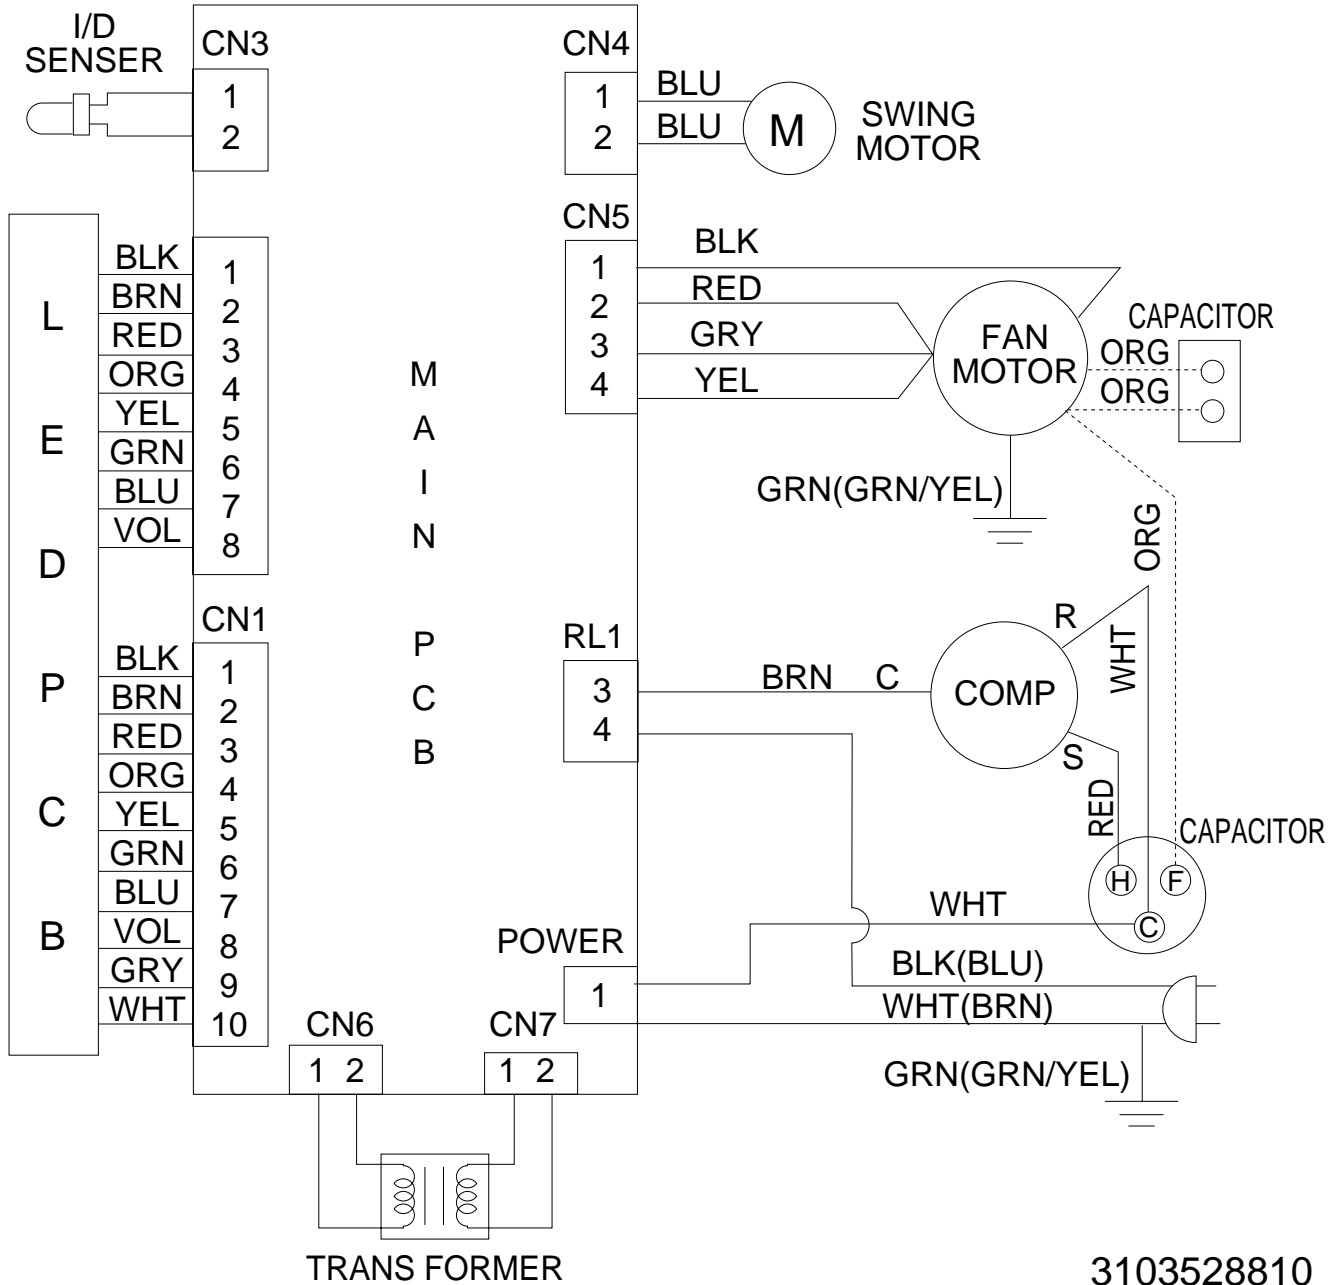 I/D
SENSER
CN3
1
2
CN4
1
2
BLU
BLU
M
SWING
MOTOR
CN5
1
2
3
4
BLK
RED
GRY
YEL
FAN
MOTOR
CAPACITOR
ORG
ORG
GRN(GRN/YEL)
ORG
L
E
D
P
C
B
BLK
BRN
RED
ORG
YEL
GRN
BLU
VOL
1
2
3
4
5
6
7
8
M
A
I
N
P
C
B
CN1
BLK
BRN
RED
ORG
YEL
GRN
BLU
VOL
GRY
WHT
1
2
3
4
5
6
7
8
9
10
RL1
3
4
BRN
C
COMP
R
S
WHT
RED
CAPACITOR
H
F
C
WHT
POWER
1
BLK(BLU)
WHT(BRN)
GRN(GRN/YEL)
CN6
1 2
CN7
1 2
TRANS FORMER
3103528810